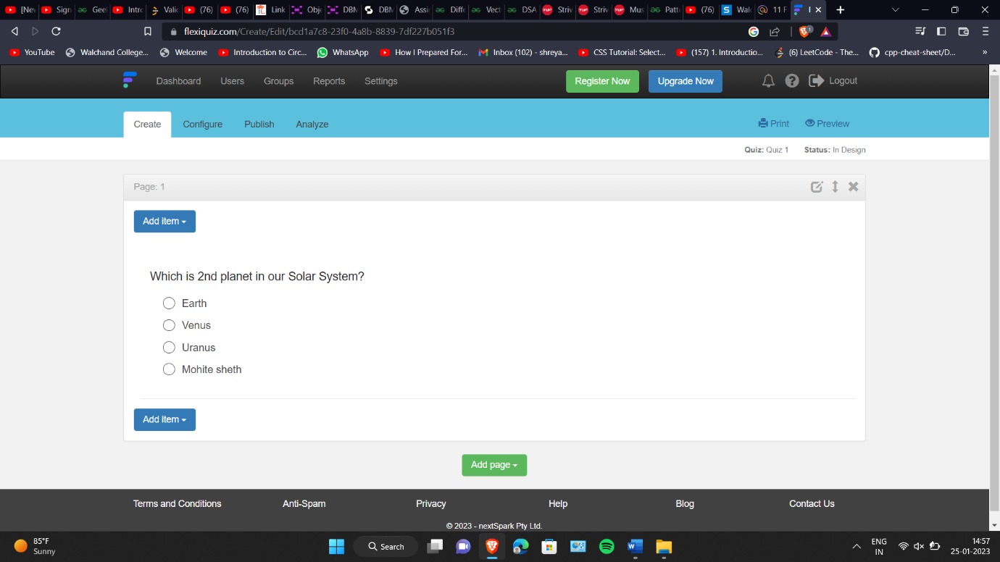 [Nev Sign Geel Intro Valid (76) (76) Link Obje DBM DBM Assi Diffe Vect DSA Striv Striv Mus Patte (76) Walc 11 F
flexiquiz.com/Create/Edit/bcd1a7c8-23f0-4a8b-8839-7df227b051f3
YouTube Walchand College... Welcome Introduction to Circ... WhatsApp How I Prepared For... Inbox (102) - shreya... CSS Tutorial: Select... (157) 1. Introductio... (6) LeetCode - The... cpp-cheat-sheet/D... »
Dashboard Users Groups Reports Settings Register Now Upgrade Now Logout
Create Configure Publish Analyze Print Preview
Quiz: Quiz 1 Status: In Design
Page: 1
Add item
Which is 2nd planet in our Solar System?
Earth
Venus
Uranus
Mohite sheth
Add item
Add page
Terms and Conditions Anti-Spam Privacy Help Blog Contact Us
© 2023 - nextSpark Pty Ltd.
85°F
Sunny
Search
ENG
IN
14:57
25-01-2023